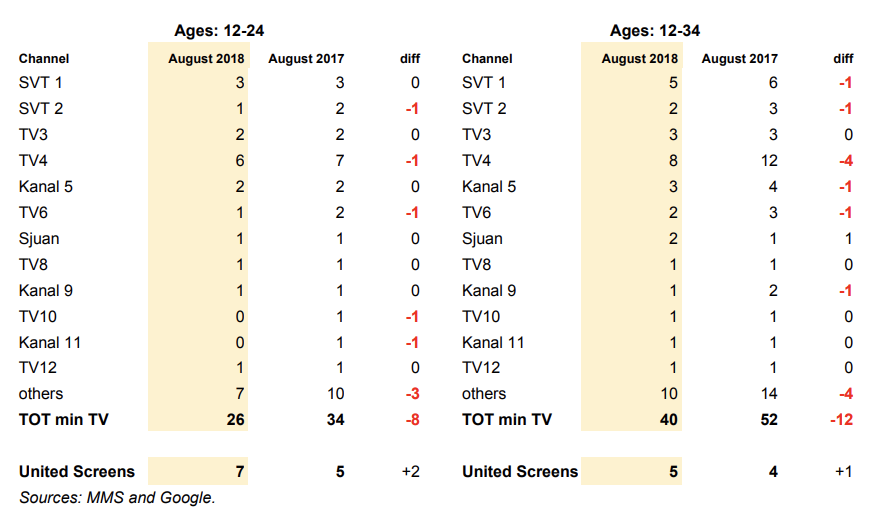 Ages: 12-24 Ages: 12-34
Channel August 2018 August 2017 diff Channel August 2018 August 2017 diff
SVT 1 3 3 0 SVT 1 5 6 -1
SVT 2 1 2 -1 SVT 2 2 3 -1
TV3 2 2 0 TV3 3 3 0
TV4 6 7 -1 TV4 8 12 -4
Kanal 5 2 2 0 Kanal 5 3 4 -1
TV6 1 2 -1 TV6 2 3 -1
Sjuan 1 1 0 Sjuan 2 1 1
TV8 1 1 0 TV8 1 1 0
Kanal 9 1 1 0 Kanal 9 1 2 -1
TV10 0 1 -1 TV10 1 1 0
Kanal 11 0 1 -1 Kanal 11 1 1 0
TV12 1 1 0 TV12 1 1 0
others 7 10 -3 others 10 14 -4
TOT min TV 26 34 -8 TOT min TV 40 52 -12
United Screens 7 5 +2 United Screens 5 4 +1
Sources: MMS and Google.